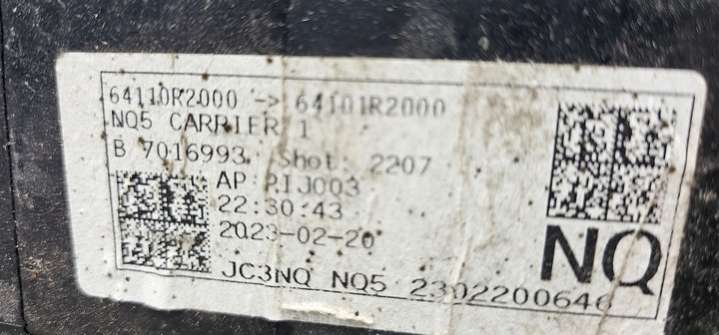 64110R2000 -> 64101R2000
NQ5 CARRIER 1
B 7016993 Shot: 2207
AP PIJ003
22:30:43
2023-02-20
NQ
JC3NQ NQ5 2302200646